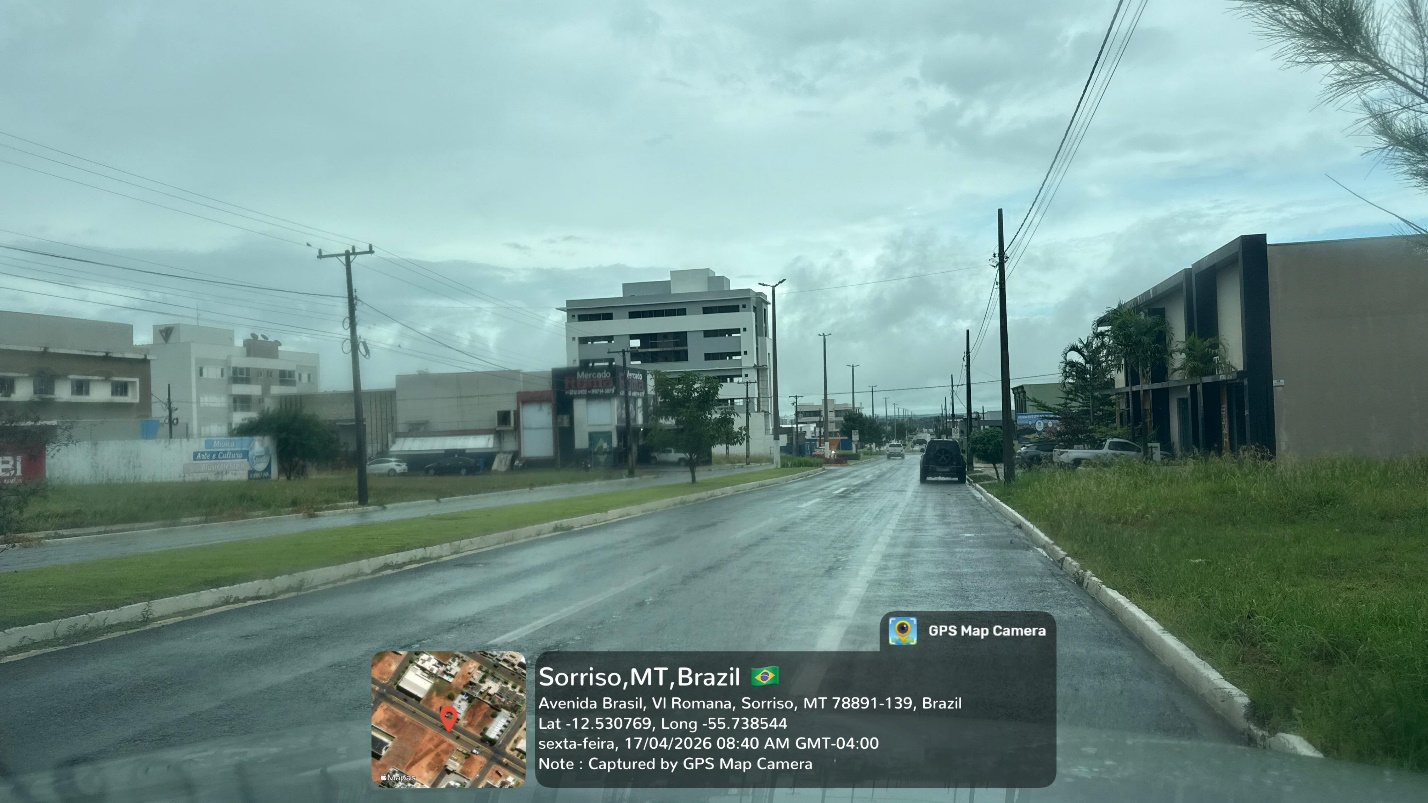 Mercado
Música
Arte e Cultura
GPS Map Camera
Sorriso,MT,Brazil
Avenida Brasil, Vl Romana, Sorriso, MT 78891-139, Brazil
Lat -12.530769, Long -55.738544
sexta-feira, 17/04/2026 08:40 AM GMT-04:00
Note : Captured by GPS Map Camera
Mapas